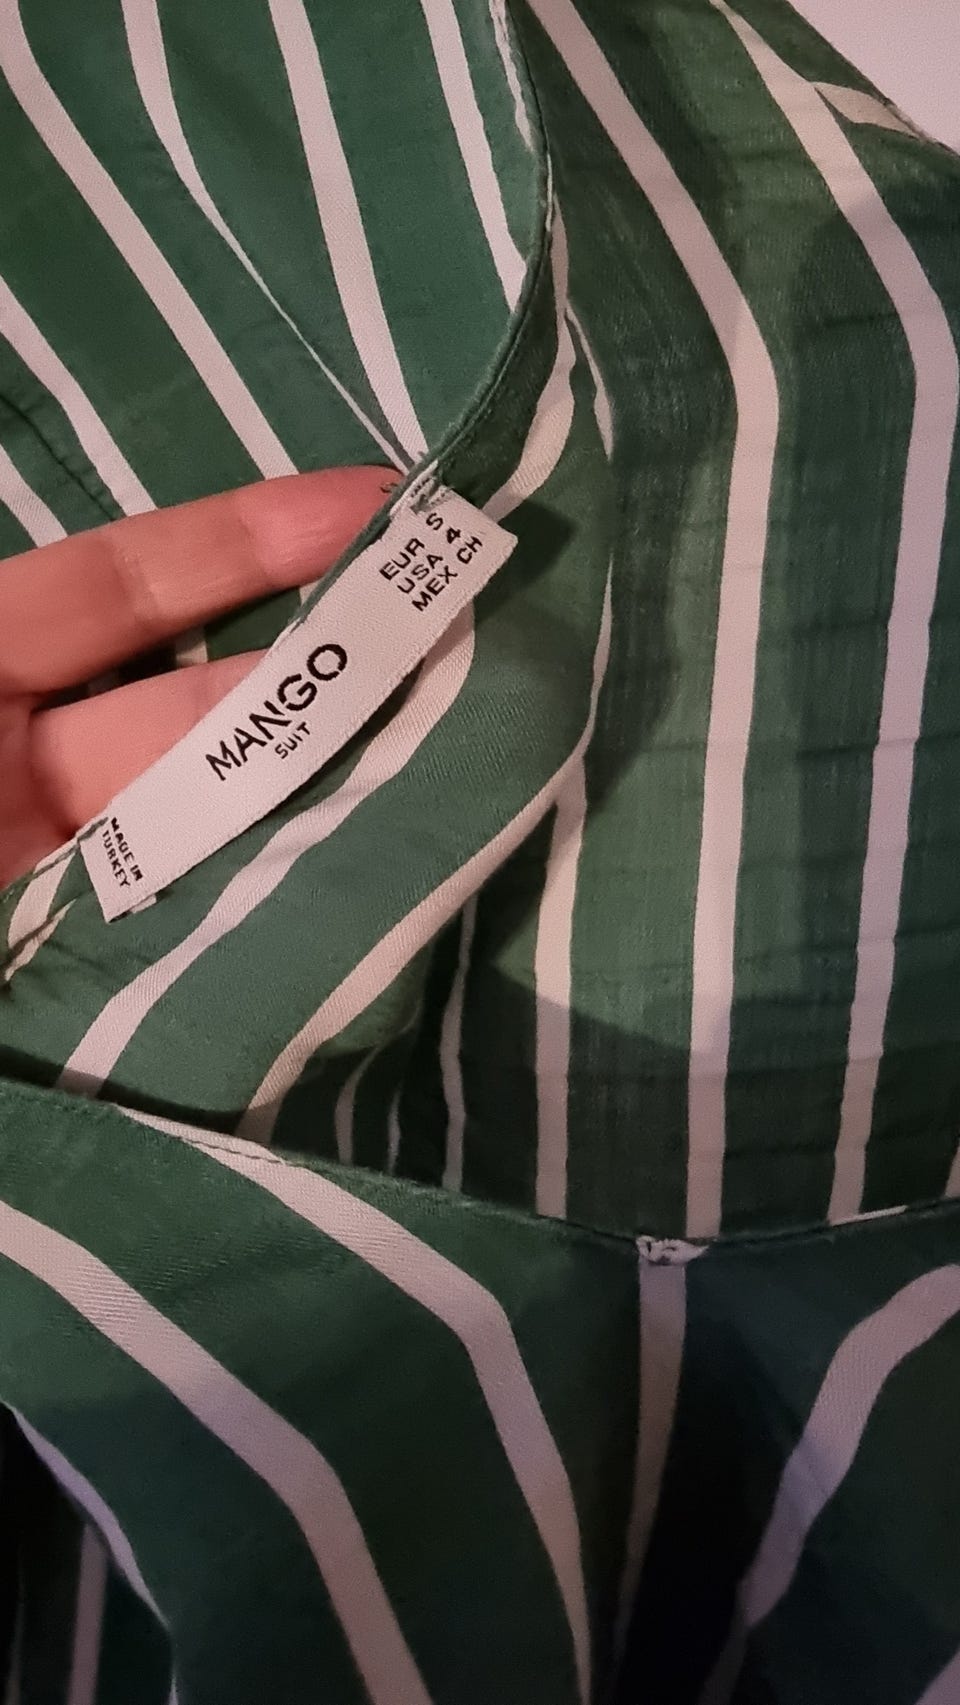 EUR S
USA 4
MEX CH
MANGO
SUIT
MADE IN
TURKEY